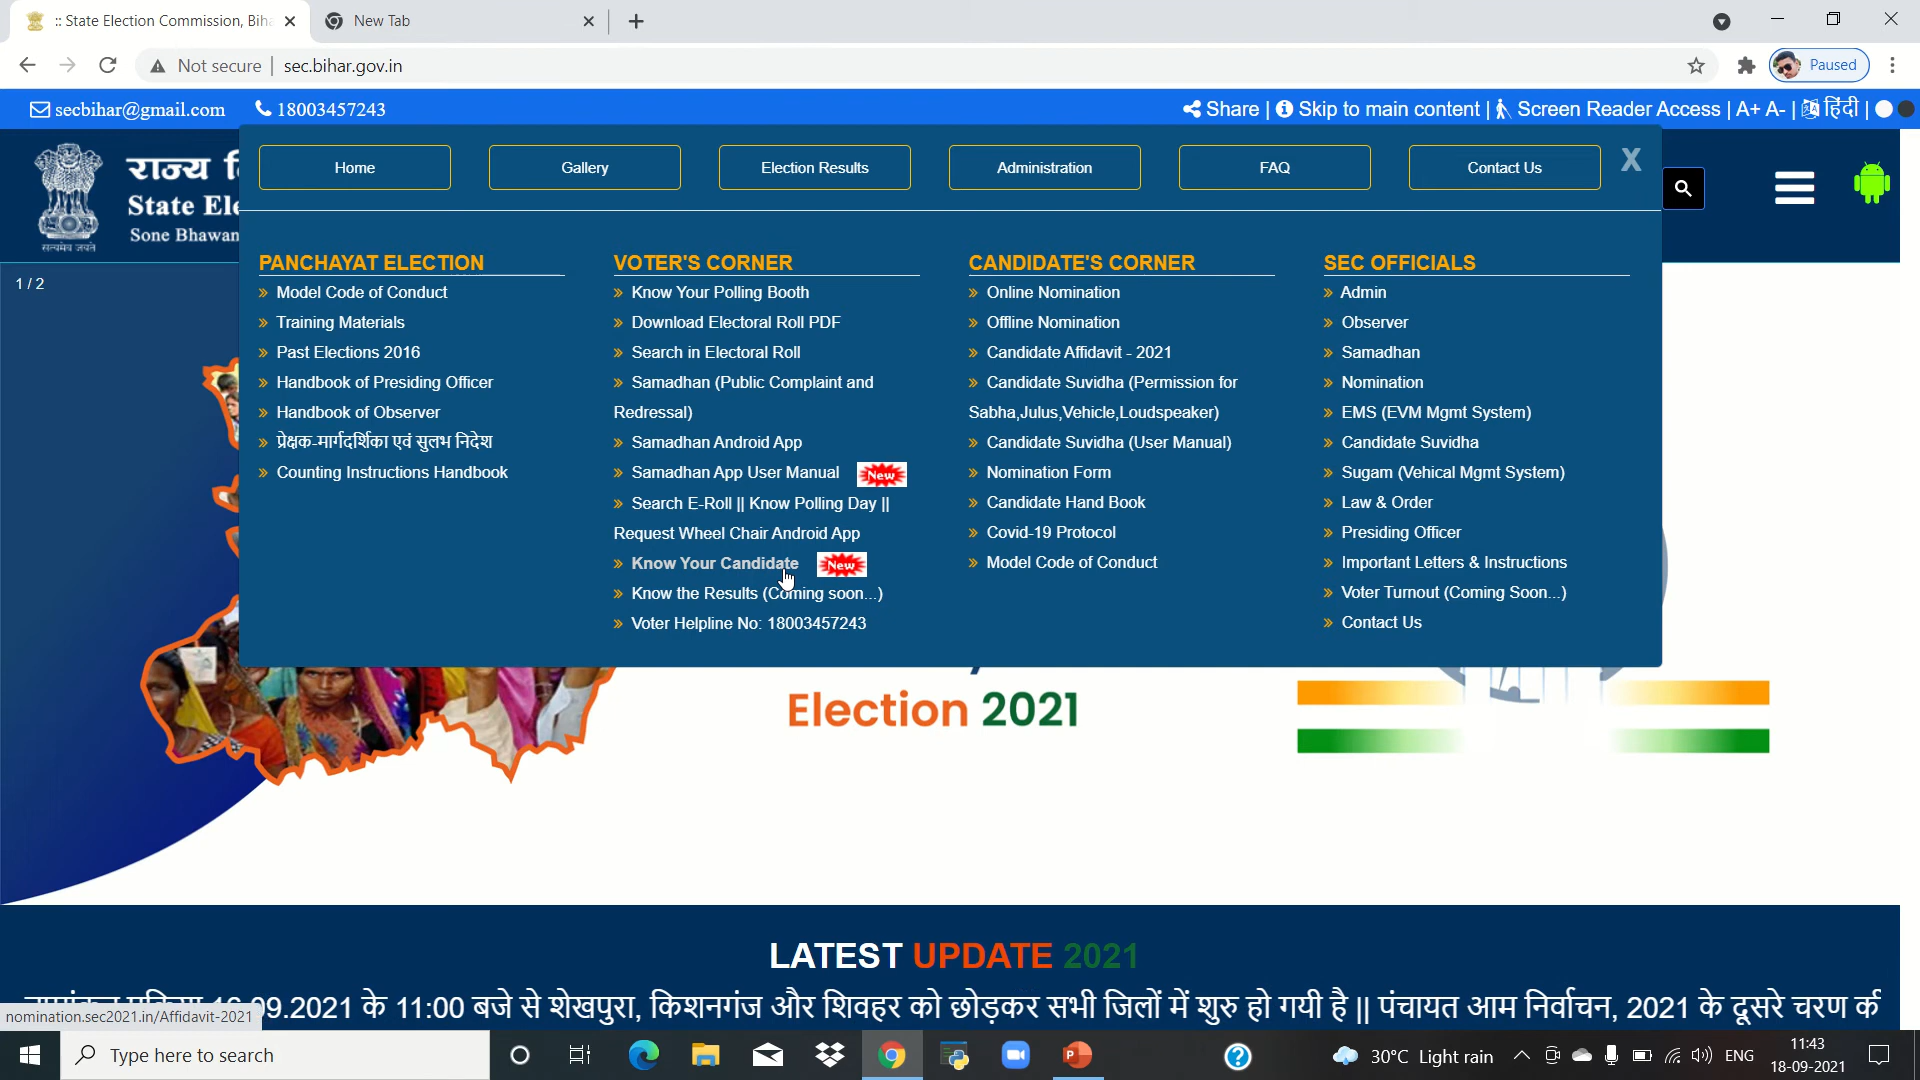 :: State Election Commission, Biha
New Tab
Not secure
sec.bihar.gov.in
Paused
secbihar@gmail.com
18003457243
Share |
Skip to main content |
Screen Reader Access | A+ A- |
हिंदी |
राज्य
State Ele
Sone Bhawan
सत्यमेव जयते
Home
Gallery
Election Results
Administration
FAQ
Contact Us
X
1 / 2
PANCHAYAT ELECTION
» Model Code of Conduct
» Training Materials
» Past Elections 2016
» Handbook of Presiding Officer
» Handbook of Observer
» प्रेक्षक-मार्गदर्शिका एवं सुलभ निदेश
» Counting Instructions Handbook
VOTER'S CORNER
» Know Your Polling Booth
» Download Electoral Roll PDF
» Search in Electoral Roll
» Samadhan (Public Complaint and
Redressal)
» Samadhan Android App
» Samadhan App User Manual New
» Search E-Roll || Know Polling Day ||
Request Wheel Chair Android App
» Know Your Candidate New
» Know the Results (Coming soon...)
» Voter Helpline No: 18003457243
CANDIDATE'S CORNER
» Online Nomination
» Offline Nomination
» Candidate Affidavit - 2021
» Candidate Suvidha (Permission for
Sabha,Julus,Vehicle,Loudspeaker)
» Candidate Suvidha (User Manual)
» Nomination Form
» Candidate Hand Book
» Covid-19 Protocol
» Model Code of Conduct
SEC OFFICIALS
» Admin
» Observer
» Samadhan
» Nomination
» EMS (EVM Mgmt System)
» Candidate Suvidha
» Sugam (Vehical Mgmt System)
» Law & Order
» Presiding Officer
» Important Letters & Instructions
» Voter Turnout (Coming Soon...)
» Contact Us
Election 2021
LATEST UPDATE 2021
09.2021 के 11:00 बजे से शेखपुरा, किशनगंज और शिवहर को छोड़कर सभी जिलों में शुरु हो गयी है || पंचायत आम निर्वाचन, 2021 के दूसरे चरण की
nomination.sec2021.in/Affidavit-2021
Type here to search
30°C Light rain
ENG
11:43
18-09-2021